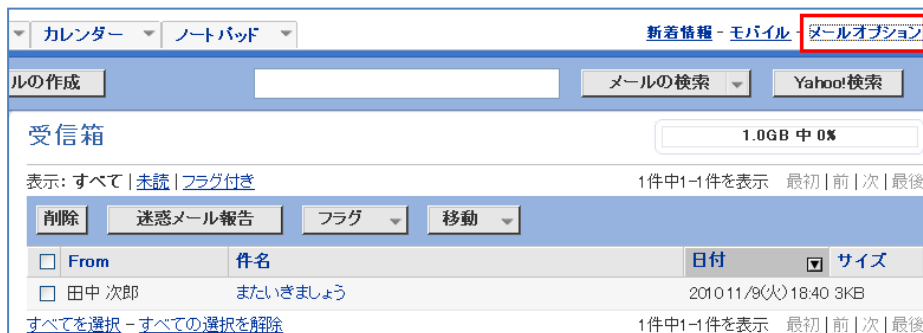 カレンダー ノートパッド 新着情報 - モバイル - メールオプション
ルの作成 メールの検索 Yahoo!検索
受信箱 1.0GB 中 0%
表示: すべて | 未読 | フラグ付き 1件中1-1件を表示 最初 | 前 | 次 | 最後
削除 迷惑メール報告 フラグ 移動
From 件名 日付 サイズ
田中 次郎 またいきましょう 2010 11/9(火) 18:40 3KB
すべてを選択 - すべての選択を解除 1件中1-1件を表示 最初 | 前 | 次 | 最後